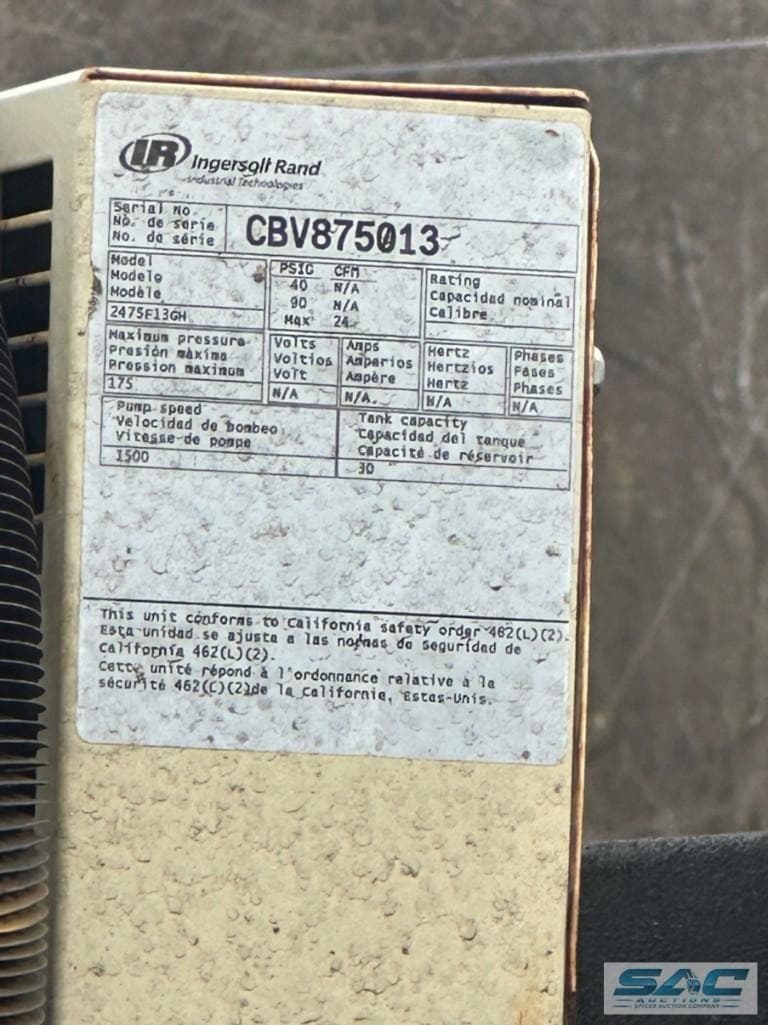 IR Ingersoll Rand
Industrial Technologies
Serial No.
No. de serie
No. de série
CBV875013
Model
Modelo
Modèle
2475F13GH
PSIG CFM
40 N/A
90 N/A
Max 24
Rating
Capacidad nominal
Calibre
Maximum pressure
Presión máxima
Pression maximum
175
Volts
Voltios
Volt
N/A
Amps
Amperios
Ampère
N/A
Hertz
Hertzios
Hertz
N/A
Phases
Fases
Phases
N/A
Pump speed
Velocidad de bombeo
Vitesse de pompe
1500
Tank capacity
Capacidad del tanque
Capacité de réservoir
30
This unit conforms to California safety order 462(L)(2).
Esta unidad se ajusta a las normas de seguridad de
California 462(L)(2).
Cette unité répond à l'ordonnance relative à la
sécurité 462(L)(2)de la Californie, Estas-Unis.
SAC
AUCTIONS
SPICER AUCTION COMPANY